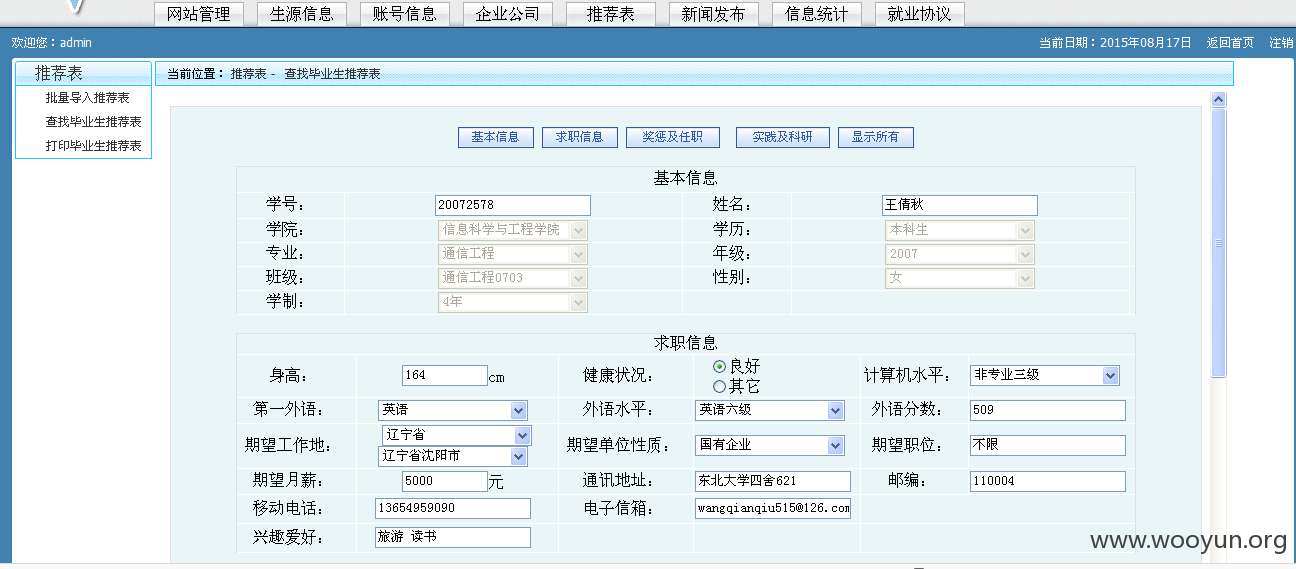 网站管理 生源信息 账号信息 企业公司 推荐表 新闻发布 信息统计 就业协议
欢迎您：admin 当前日期：2015年08月17日 返回首页 注销
推荐表
批量导入推荐表
查找毕业生推荐表
打印毕业生推荐表
当前位置： 推荐表 - 查找毕业生推荐表
基本信息 求职信息 奖惩及任职 实践及科研 显示所有
基本信息
学号： 20072578 姓名： 王倩秋
学院： 信息科学与工程学院 学历： 本科生
专业： 通信工程 年级： 2007
班级： 通信工程0703 性别： 女
学制： 4年
求职信息
身高： 164 cm 健康状况： 良好 其它 计算机水平： 非专业三级
第一外语： 英语 外语水平： 英语六级 外语分数： 509
期望工作地： 辽宁省 辽宁省沈阳市 期望单位性质： 国有企业 期望职位： 不限
期望月薪： 5000 元 通讯地址： 东北大学四舍621 邮编： 110004
移动电话： 13654959090 电子信箱： wangqianqiu515@126.com
兴趣爱好： 旅游 读书
www.wooyun.org